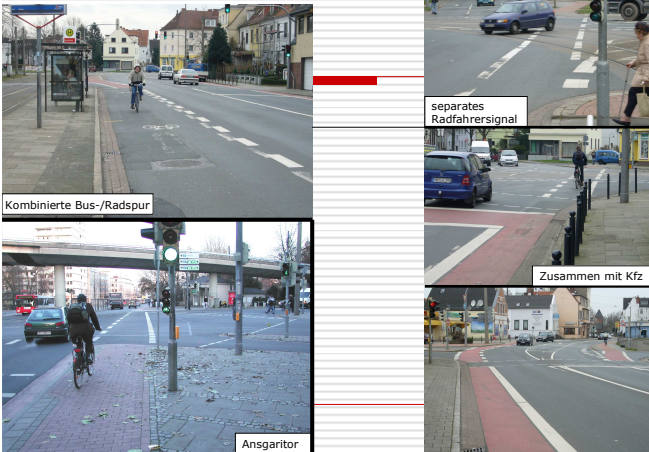 Kombinierte Bus-/Radspur
Ansgaritor
separates
Radfahrersignal
Zusammen mit Kfz